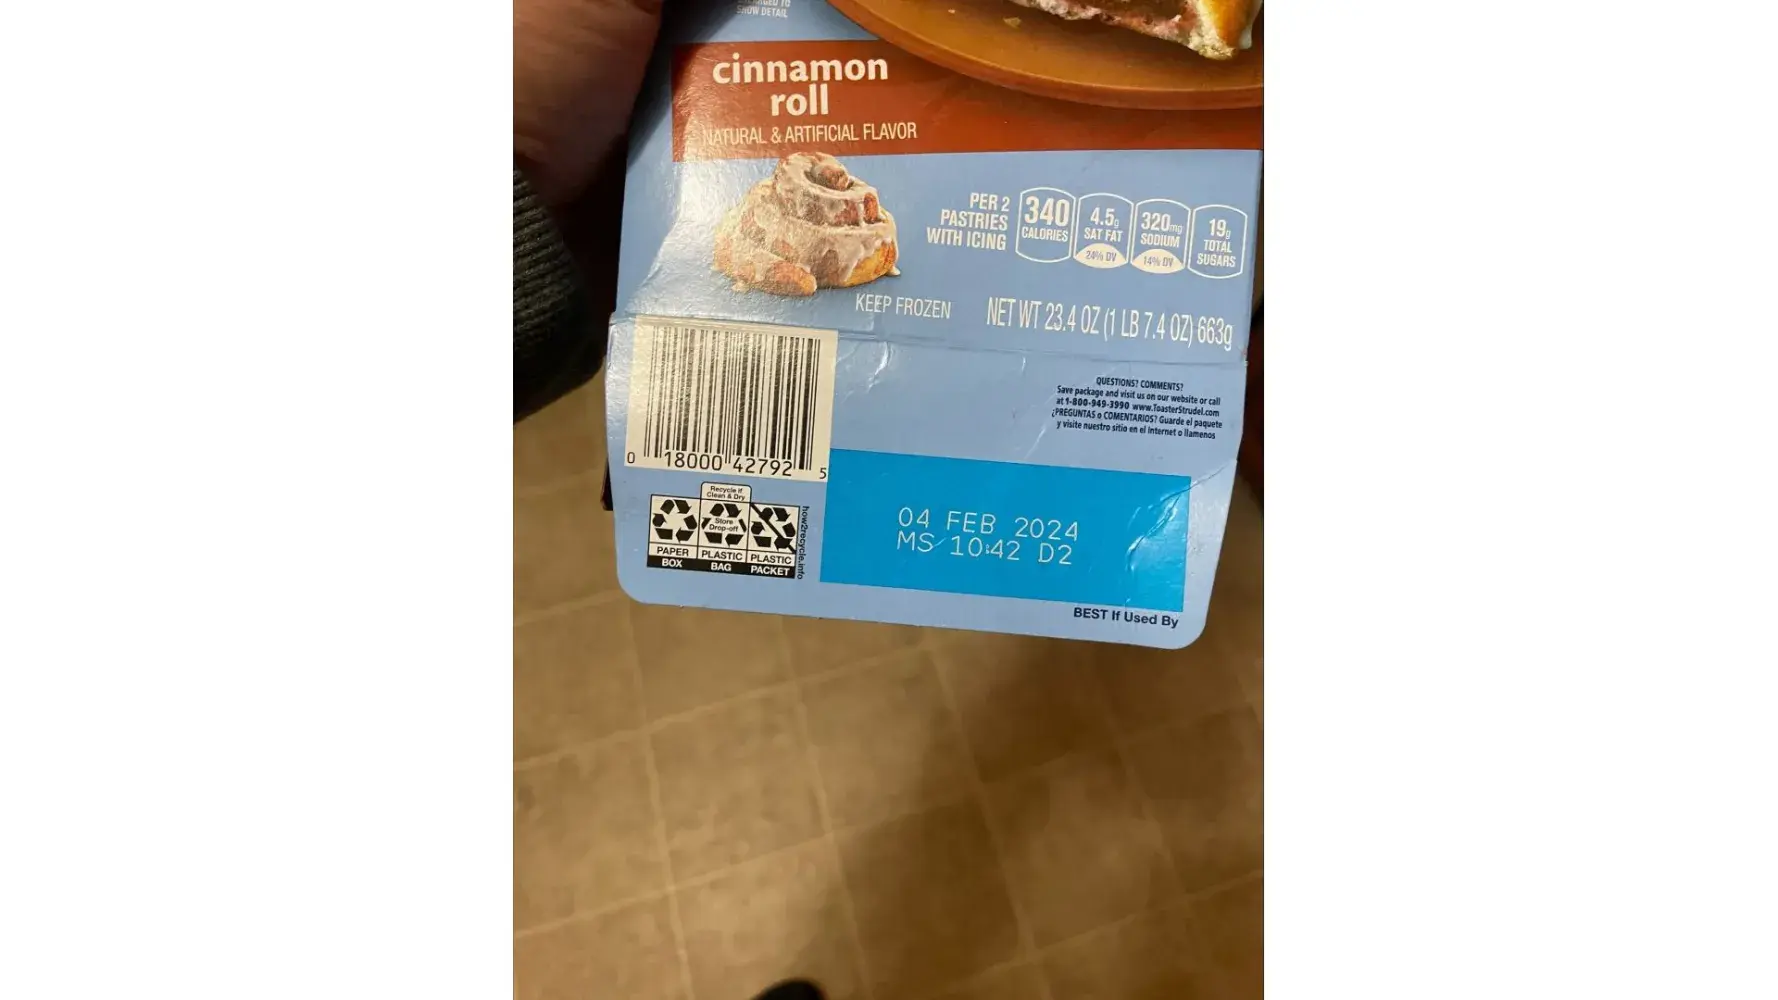 SHOW DETAIL
cinnamon
roll
NATURAL & ARTIFICIAL FLAVOR
PER 2
PASTRIES
WITH ICING
340
CALORIES
4.5g
SAT FAT
24% DV
320mg
SODIUM
14% DV
19g
TOTAL
SUGARS
KEEP FROZEN
NET WT 23.4 OZ (1 LB 7.4 OZ) 663g
QUESTIONS? COMMENTS?
Save package and visit us on our website or call
at 1-800-949-3990 www.ToasterStrudel.com
¿PREGUNTAS o COMENTARIOS? Guarde el paquete
y visite nuestro sitio en el Internet o llamenos
0 18000 42792 5
Recycle if
Clean & Dry
Store
Drop-off
PAPER
BOX
PLASTIC
BAG
PLASTIC
PACKET
how2recycle.info
04 FEB 2024
MS 10:42 D2
BEST If Used By